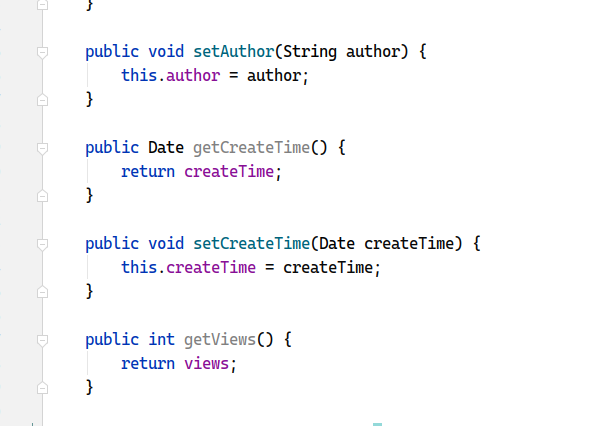 }
public void setAuthor(String author) {
this.author = author;
}
public Date getCreateTime() {
return createTime;
}
public void setCreateTime(Date createTime) {
this.createTime = createTime;
}
public int getViews() {
return views;
}